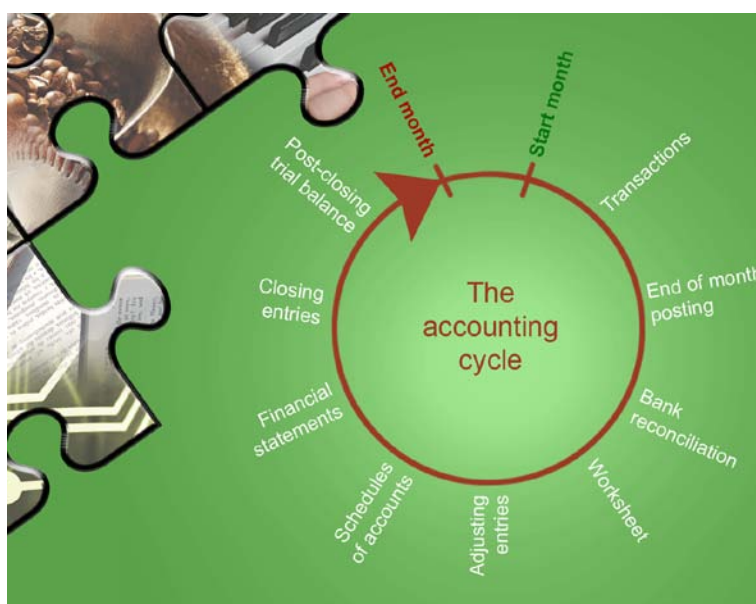 End month
Start month
Transactions
End of month
posting
Bank
reconciliation
Worksheet
Adjusting
entries
Schedules
of accounts
Financial
statements
Closing
entries
Post-closing
trial balance
The
accounting
cycle